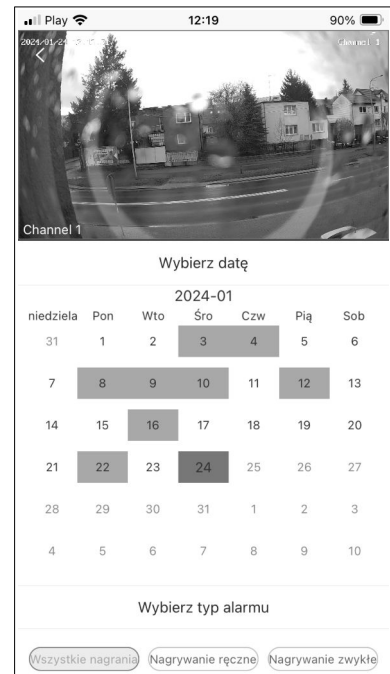 Play 12:19 90%
Channel 1
Channel 1
Wybierz datę
2024-01
niedziela Pon Wto Śro Czw Pią Sob
31 1 2 3 4 5 6
7 8 9 10 11 12 13
14 15 16 17 18 19 20
21 22 23 24 25 26 27
28 29 30 31 1 2 3
4 5 6 7 8 9 10
Wybierz typ alarmu
Wszystkie nagrania Nagrywanie ręczne Nagrywanie zwykłe